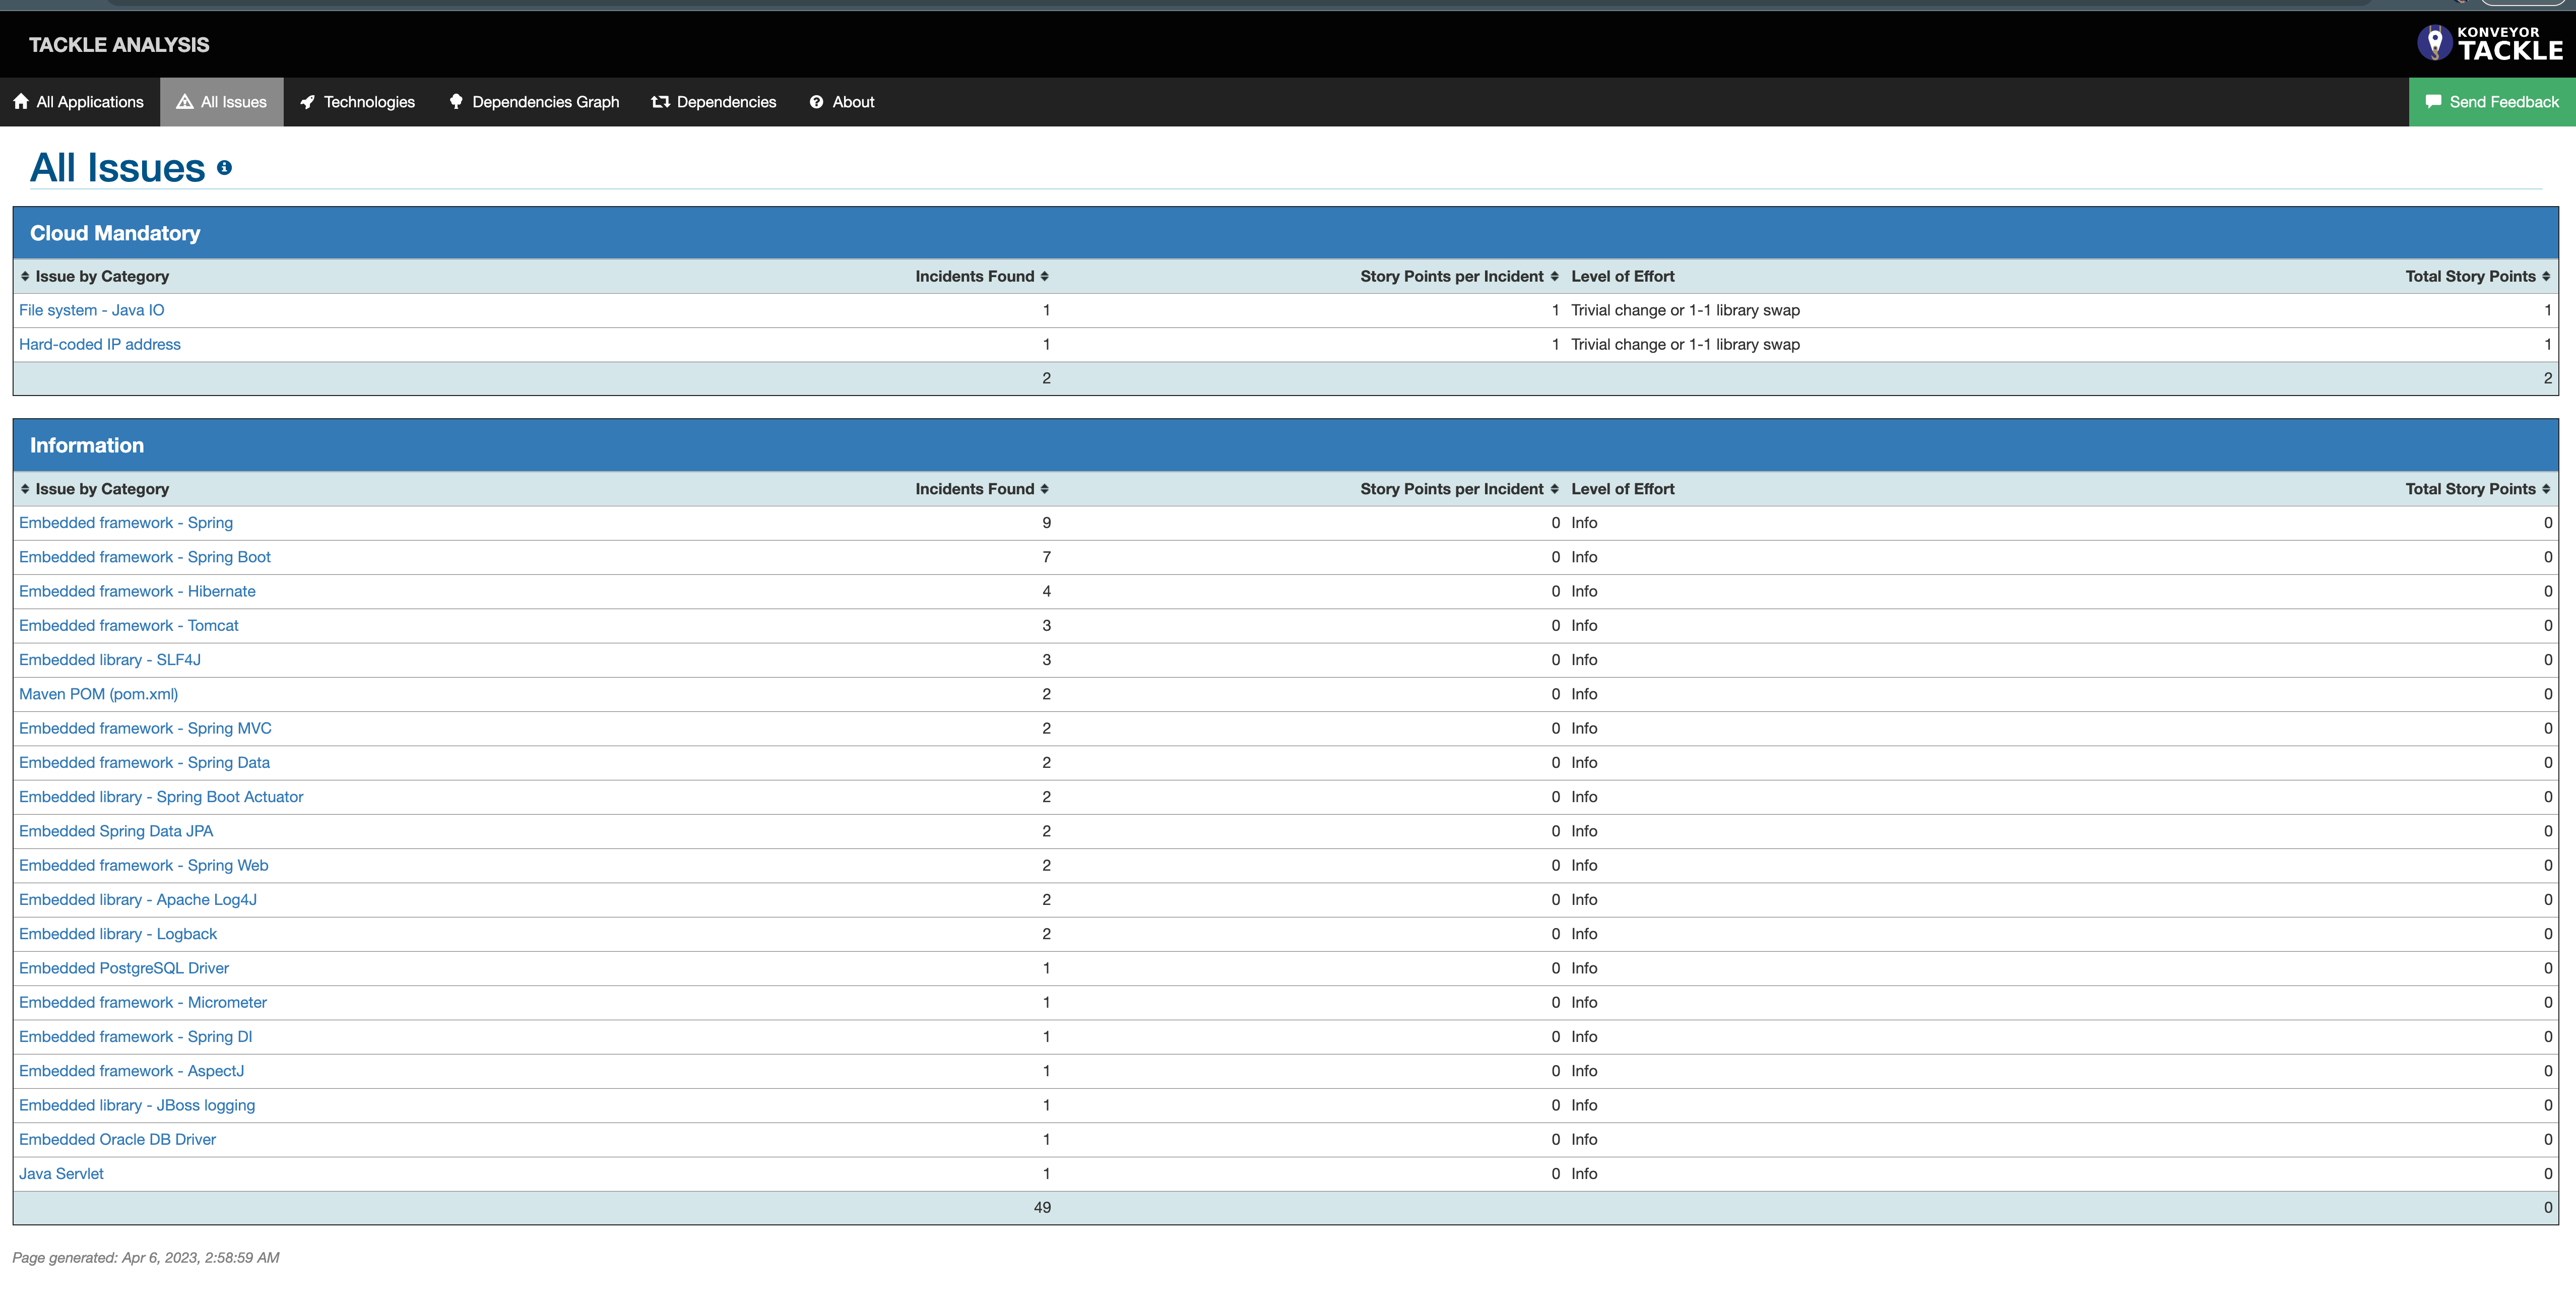 TACKLE ANALYSIS
KONVEYOR
TACKLE
All Applications All Issues Technologies Dependencies Graph Dependencies About Send Feedback
All Issues
Cloud Mandatory
Issue by Category Incidents Found Story Points per Incident Level of Effort Total Story Points
File system - Java IO 1 1 Trivial change or 1-1 library swap 1
Hard-coded IP address 1 1 Trivial change or 1-1 library swap 1
2 2
Information
Issue by Category Incidents Found Story Points per Incident Level of Effort Total Story Points
Embedded framework - Spring 9 0 Info 0
Embedded framework - Spring Boot 7 0 Info 0
Embedded framework - Hibernate 4 0 Info 0
Embedded framework - Tomcat 3 0 Info 0
Embedded library - SLF4J 3 0 Info 0
Maven POM (pom.xml) 2 0 Info 0
Embedded framework - Spring MVC 2 0 Info 0
Embedded framework - Spring Data 2 0 Info 0
Embedded library - Spring Boot Actuator 2 0 Info 0
Embedded Spring Data JPA 2 0 Info 0
Embedded framework - Spring Web 2 0 Info 0
Embedded library - Apache Log4J 2 0 Info 0
Embedded library - Logback 2 0 Info 0
Embedded PostgreSQL Driver 1 0 Info 0
Embedded framework - Micrometer 1 0 Info 0
Embedded framework - Spring DI 1 0 Info 0
Embedded framework - AspectJ 1 0 Info 0
Embedded library - JBoss logging 1 0 Info 0
Embedded Oracle DB Driver 1 0 Info 0
Java Servlet 1 0 Info 0
49 0
Page generated: Apr 6, 2023, 2:58:59 AM